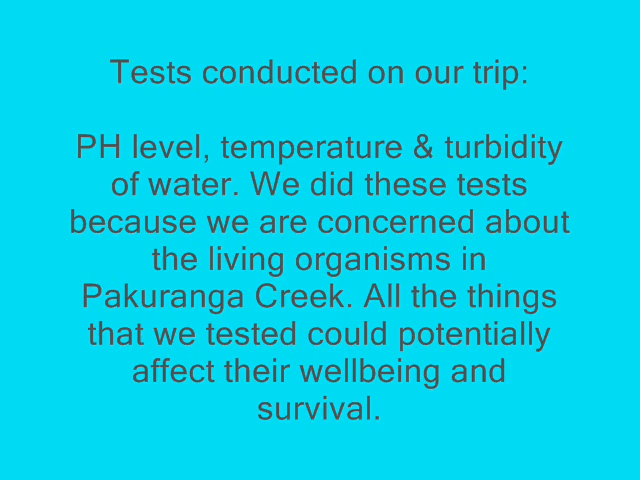 Tests conducted on our trip:
PH level, temperature & turbidity
of water. We did these tests
because we are concerned about
the living organisms in
Pakuranga Creek. All the things
that we tested could potentially
affect their wellbeing and
survival.